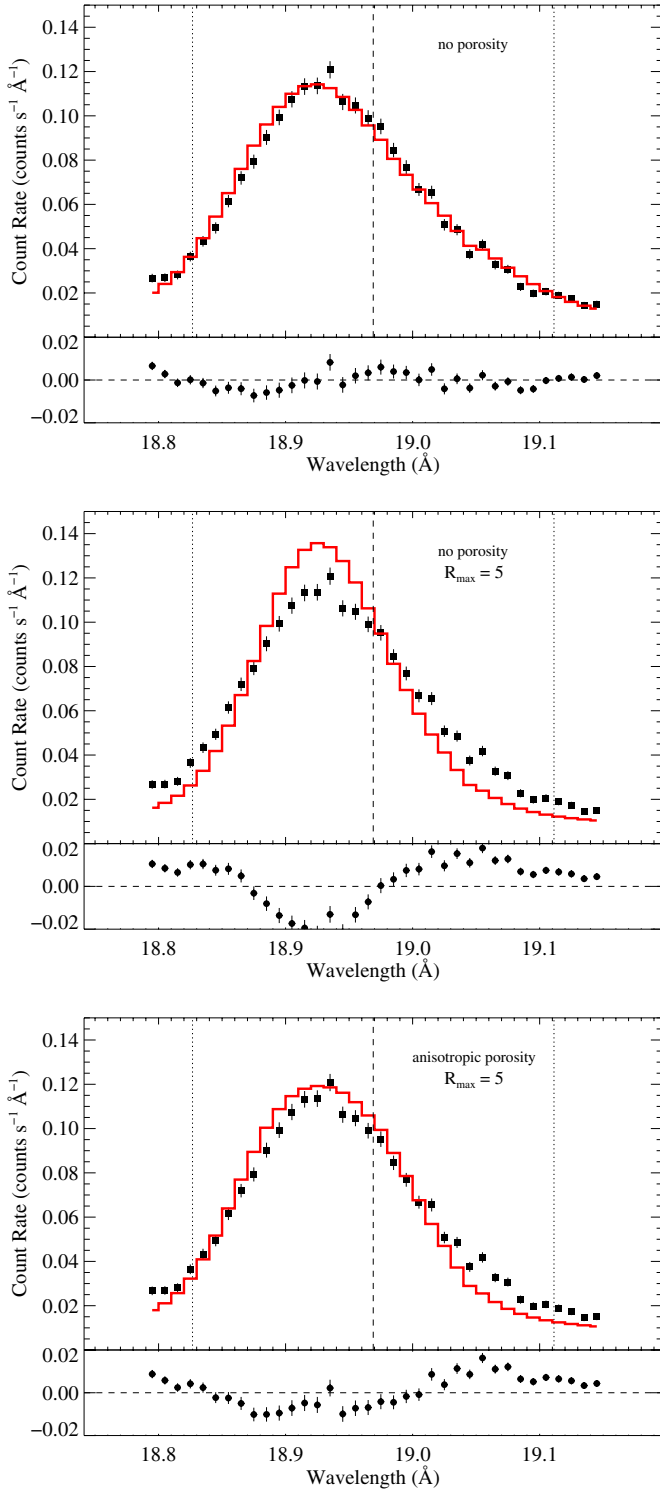 0.14
0.12
0.10
0.08
0.06
0.04
0.02
Count Rate (counts s⁻¹ Å⁻¹)
no porosity
0.02
0.00
−0.02
18.8 18.9 19.0 19.1
Wavelength (Å)
0.14
0.12
0.10
0.08
0.06
0.04
0.02
Count Rate (counts s⁻¹ Å⁻¹)
no porosity
R_max = 5
0.02
0.00
−0.02
18.8 18.9 19.0 19.1
Wavelength (Å)
0.14
0.12
0.10
0.08
0.06
0.04
0.02
Count Rate (counts s⁻¹ Å⁻¹)
anisotropic porosity
R_max = 5
0.02
0.00
−0.02
18.8 18.9 19.0 19.1
Wavelength (Å)